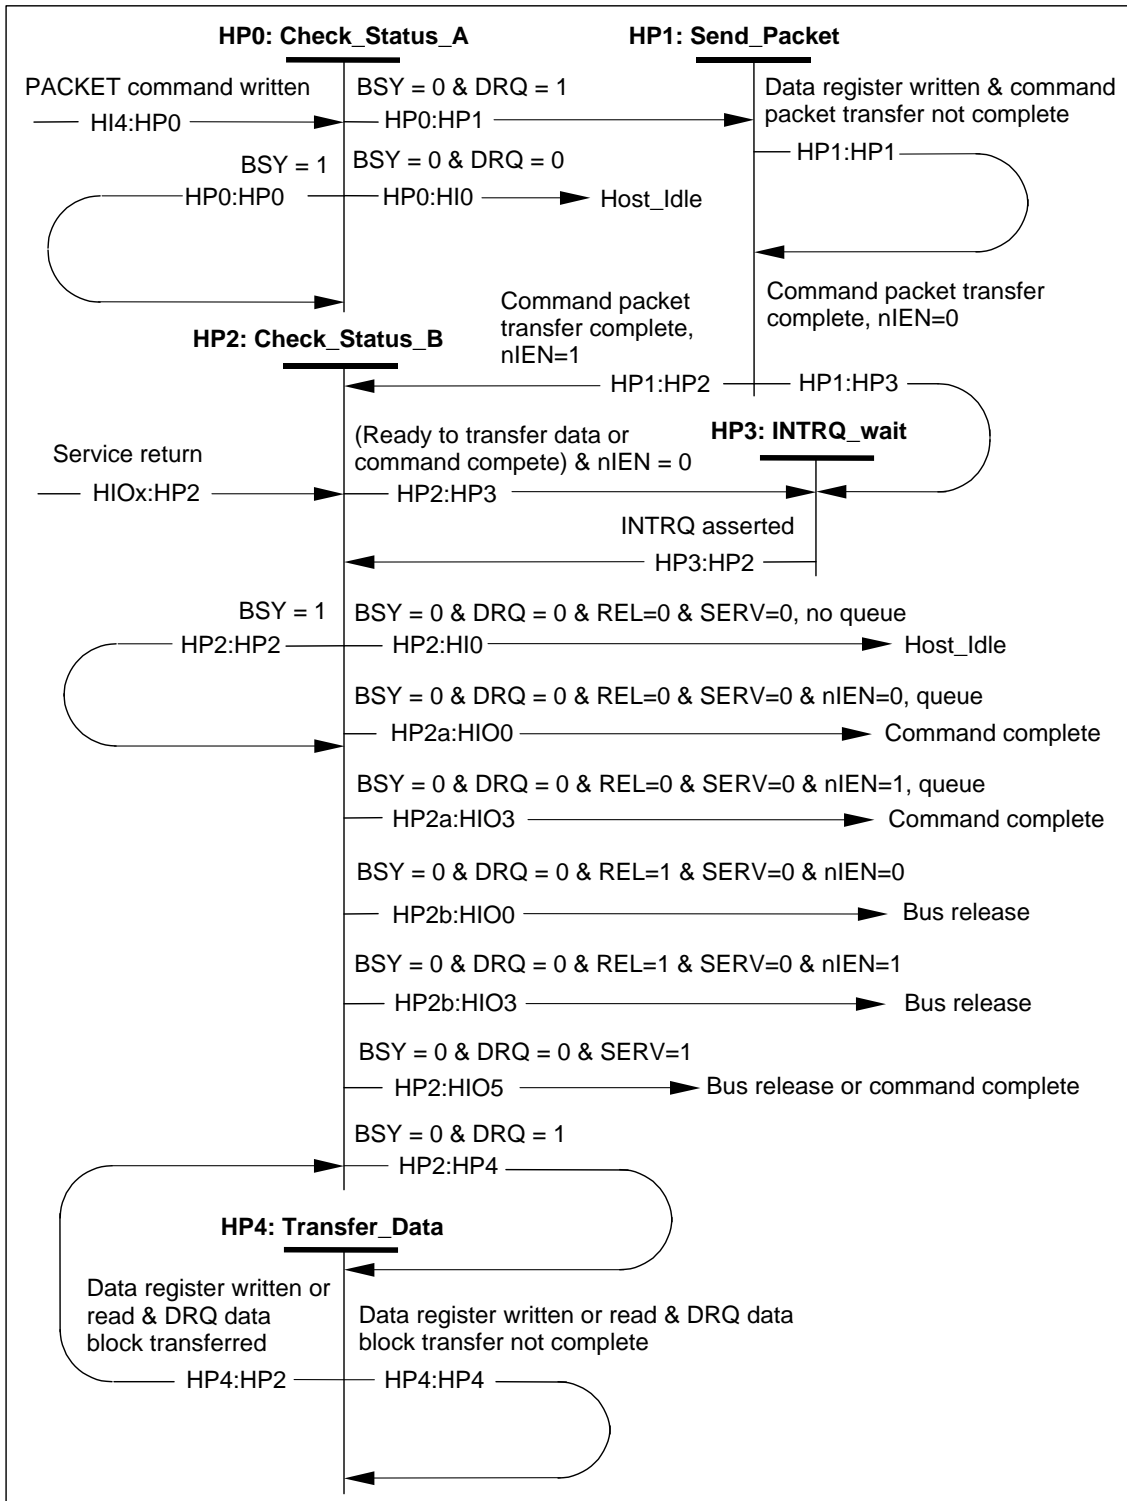 HP0: Check_Status_A
HP1: Send_Packet
PACKET command written
BSY = 0 & DRQ = 1
Data register written & command
packet transfer not complete
HI4:HP0
HP0:HP1
HP1:HP1
BSY = 1
BSY = 0 & DRQ = 0
HP0:HP0
HP0:HI0
Host_Idle
Command packet
transfer complete,
nIEN=1
Command packet transfer
complete, nIEN=0
HP2: Check_Status_B
HP1:HP2
HP1:HP3
HP3: INTRQ_wait
Service return
(Ready to transfer data or
command compete) & nIEN = 0
HIOx:HP2
HP2:HP3
INTRQ asserted
HP3:HP2
BSY = 1
BSY = 0 & DRQ = 0 & REL=0 & SERV=0, no queue
HP2:HP2
HP2:HI0
Host_Idle
BSY = 0 & DRQ = 0 & REL=0 & SERV=0 & nIEN=0, queue
HP2a:HIO0
Command complete
BSY = 0 & DRQ = 0 & REL=0 & SERV=0 & nIEN=1, queue
HP2a:HIO3
Command complete
BSY = 0 & DRQ = 0 & REL=1 & SERV=0 & nIEN=0
HP2b:HIO0
Bus release
BSY = 0 & DRQ = 0 & REL=1 & SERV=0 & nIEN=1
HP2b:HIO3
Bus release
BSY = 0 & DRQ = 0 & SERV=1
HP2:HIO5
Bus release or command complete
BSY = 0 & DRQ = 1
HP2:HP4
HP4: Transfer_Data
Data register written or
read & DRQ data
block transferred
Data register written or read & DRQ data
block transfer not complete
HP4:HP2
HP4:HP4